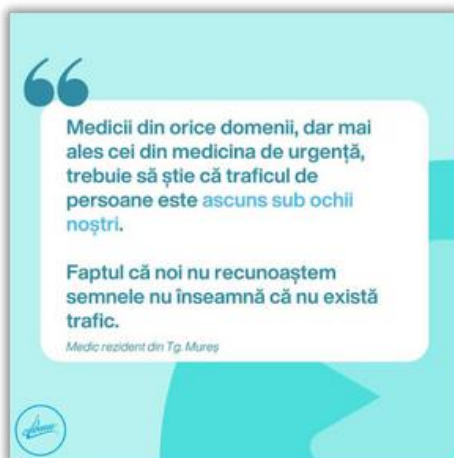 Medicii din orice domenii, dar mai
ales cei din medicina de urgență,
trebuie să știe că traficul de
persoane este ascuns sub ochii
noștri.
Faptul că noi nu recunoaștem
semnele nu înseamnă că nu există
trafic.
Medic rezident din Tg. Mureș